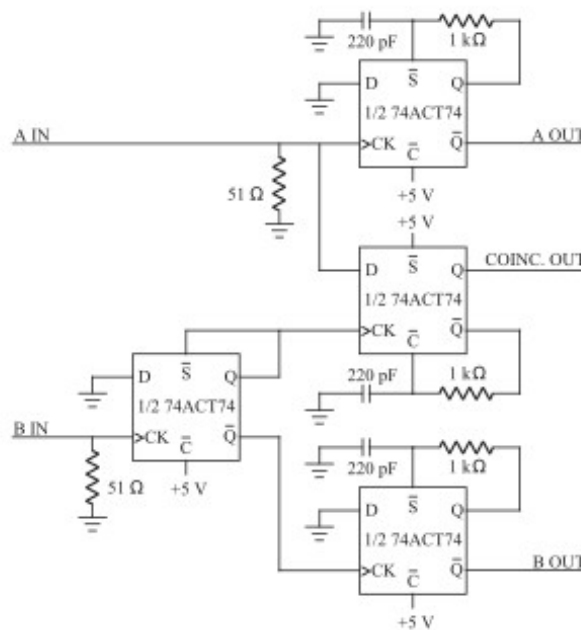 220 pF
1 kΩ
D
S̅
Q
1/2 74ACT74
A IN
>CK
C̅
Q̅
A OUT
51 Ω
+5 V
+5 V
D
S̅
Q
COINC. OUT
1/2 74ACT74
>CK
C̅
Q̅
D
S̅
Q
1/2 74ACT74
220 pF
1 kΩ
B IN
>CK
C̅
Q̅
51 Ω
+5 V
220 pF
1 kΩ
D
S̅
Q
1/2 74ACT74
>CK
C̅
Q̅
B OUT
+5 V